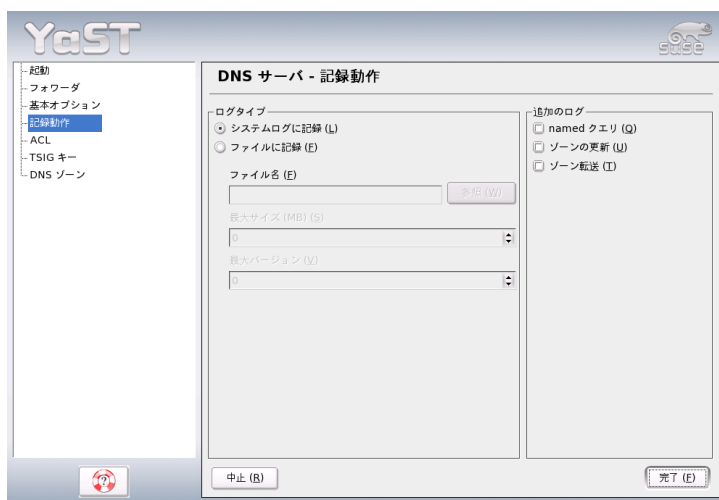 YaST
SUSE
起動
フォワーダ
基本オプション
記録動作
ACL
TSIG キー
DNS ゾーン
DNS サーバ - 記録動作
ログタイプ
システムログに記録 (L)
ファイルに記録 (F)
ファイル名 (F)
参照 (W)
最大サイズ (MB) (S)
0
最大バージョン (V)
0
追加のログ
named クエリ (Q)
ゾーンの更新 (U)
ゾーン転送 (T)
中止 (R)
完了 (F)